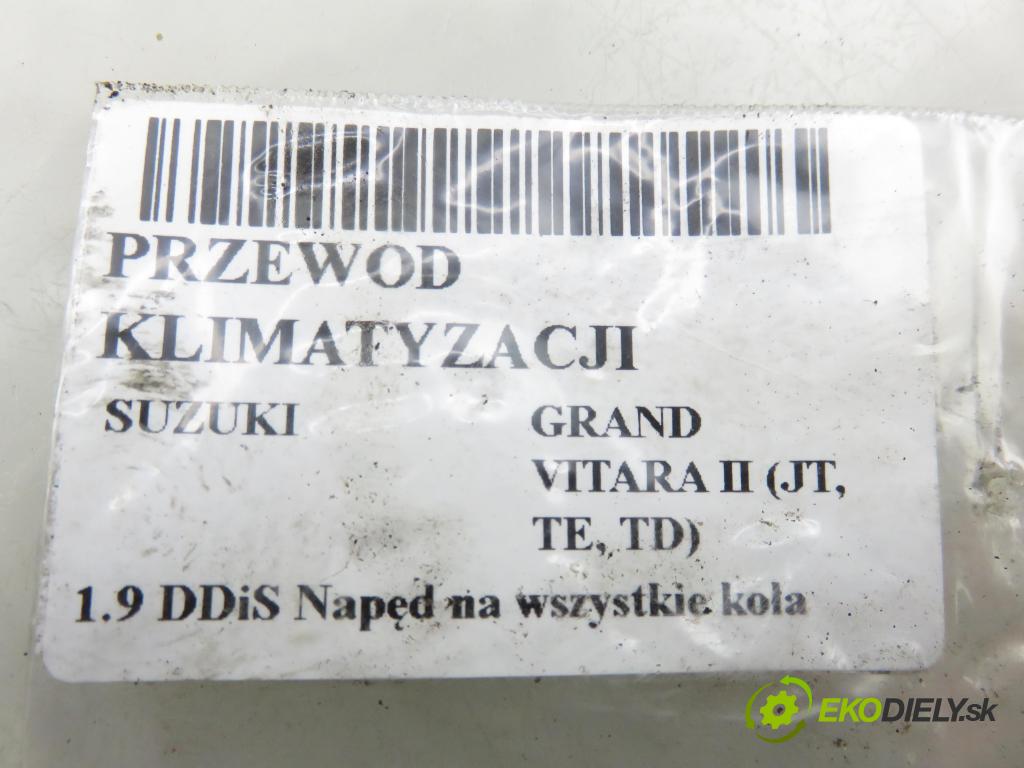 PRZEWOD
KLIMATYZACJI
SUZUKI
GRAND
VITARA II (JT,
TE, TD)
1.9 DDiS Napęd na wszystkie koła
EKODIELY.sk